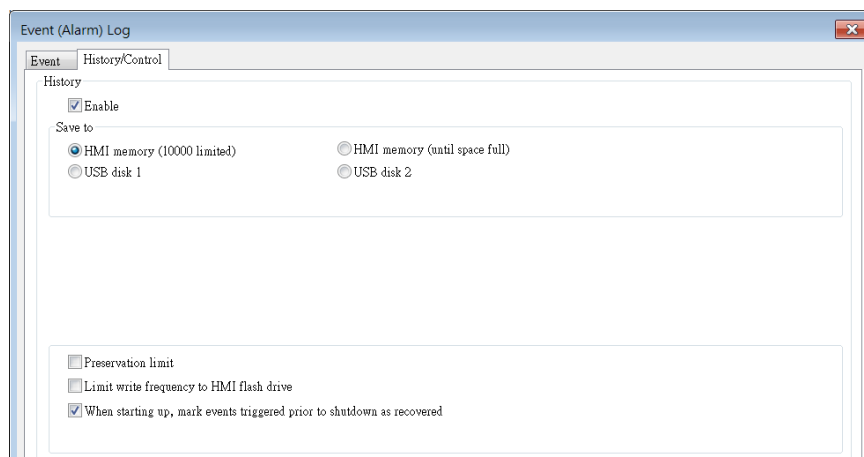 Event (Alarm) Log
Event
History/Control
History
Enable
Save to
HMI memory (10000 limited)
HMI memory (until space full)
USB disk 1
USB disk 2
Preservation limit
Limit write frequency to HMI flash drive
When starting up, mark events triggered prior to shutdown as recovered